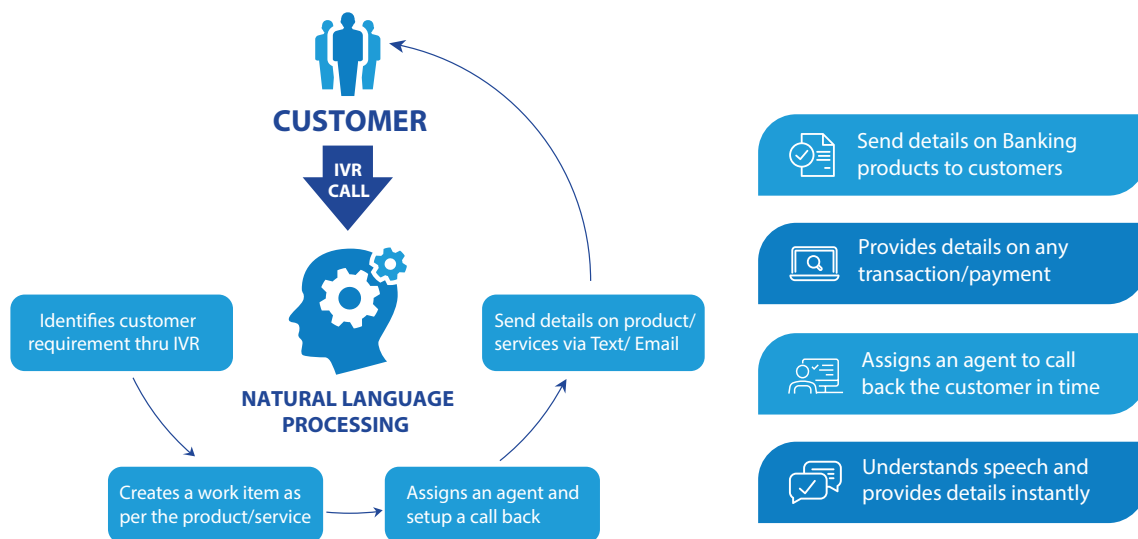 CUSTOMER
IVR
CALL
Identifies customer
requirement thru IVR
NATURAL LANGUAGE
PROCESSING
Send details on product/
services via Text/ Email
Creates a work item as
per the product/service
Assigns an agent and
setup a call back
Send details on Banking
products to customers
Provides details on any
transaction/payment
Assigns an agent to call
back the customer in time
Understands speech and
provides details instantly